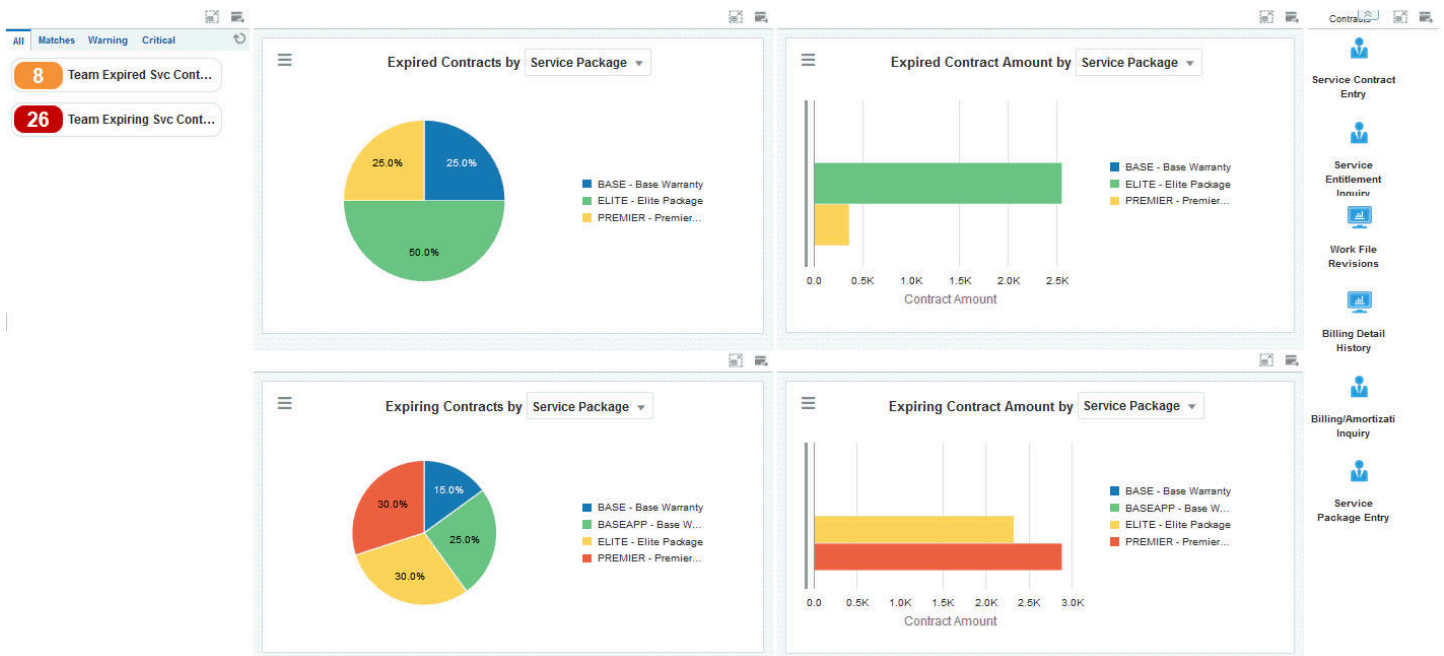 All Matches Warning Critical
8 Team Expired Svc Cont...
26 Team Expiring Svc Cont...
Expired Contracts by Service Package
25.0% 25.0%
50.0%
BASE - Base Warranty
ELITE - Elite Package
PREMIER - Premier...
Expired Contract Amount by Service Package
BASE - Base Warranty
ELITE - Elite Package
PREMIER - Premier...
0.0 0.5K 1.0K 1.5K 2.0K 2.5K
Contract Amount
Expiring Contracts by Service Package
30.0% 15.0%
25.0%
30.0%
BASE - Base Warranty
BASEAPP - Base W...
ELITE - Elite Package
PREMIER - Premier...
Expiring Contract Amount by Service Package
BASE - Base Warranty
BASEAPP - Base W...
ELITE - Elite Package
PREMIER - Premier...
0.0 0.5K 1.0K 1.5K 2.0K 2.5K 3.0K
Contract Amount
Contracts
Service Contract
Entry
Service
Entitlement
Inquiry
Work File
Revisions
Billing Detail
History
Billing/Amortizati
Inquiry
Service
Package Entry